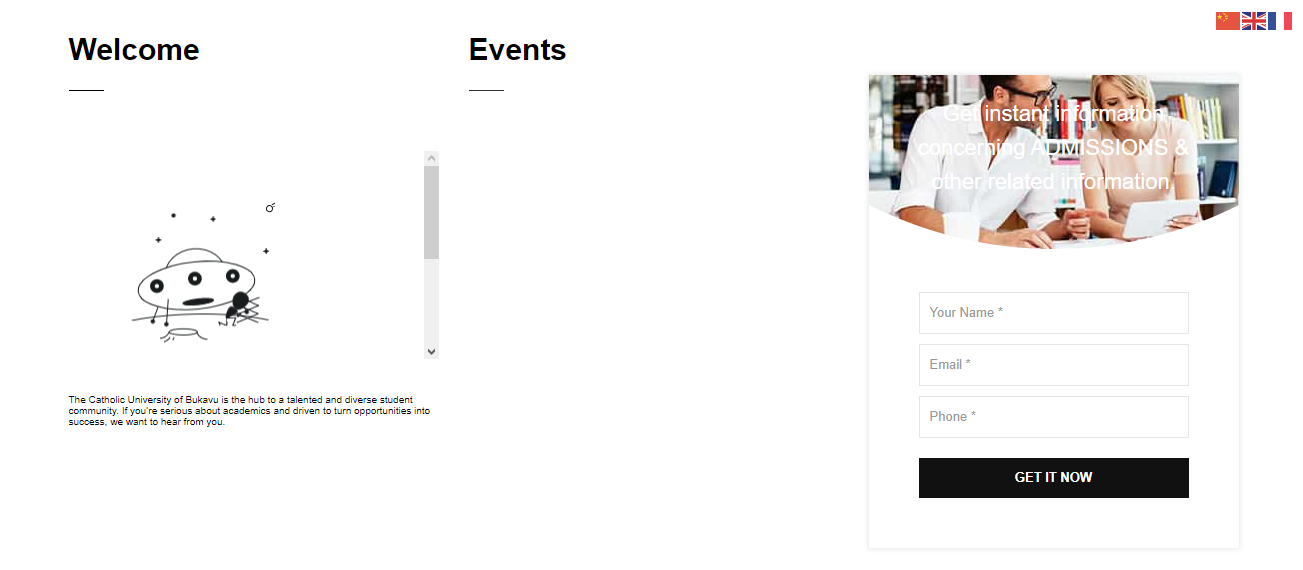 Welcome
Events
Get instant information
concerning ADMISSIONS &
other related information
The Catholic University of Bukavu is the hub to a talented and diverse student
community. If you're serious about academics and driven to turn opportunities into
success, we want to hear from you.
Your Name *
Email *
Phone *
GET IT NOW